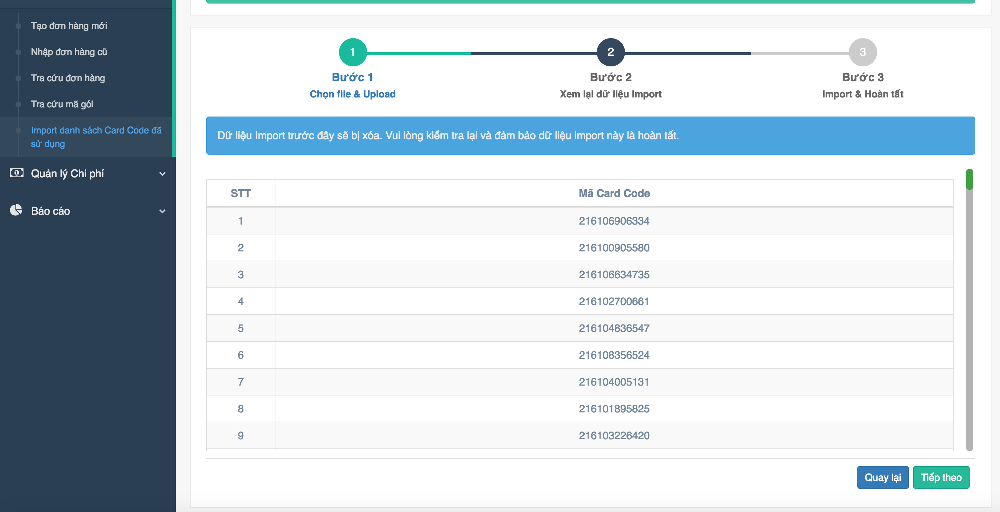 Tạo đơn hàng mới
Nhập đơn hàng cũ
Tra cứu đơn hàng
Tra cứu mã gói
Import danh sách Card Code đã
sử dụng
Quản lý Chi phí
Báo cáo
1
2
3
Bước 1
Bước 2
Bước 3
Chọn file & Upload
Xem lại dữ liệu Import
Import & Hoàn tất
Dữ liệu Import trước đây sẽ bị xóa. Vui lòng kiểm tra lại và đảm bảo dữ liệu import này là hoàn tất.
STT Mã Card Code
1 216106906334
2 216100905580
3 216106634735
4 216102700661
5 216104836547
6 216108356524
7 216104005131
8 216101895825
9 216103226420
Quay lại
Tiếp theo